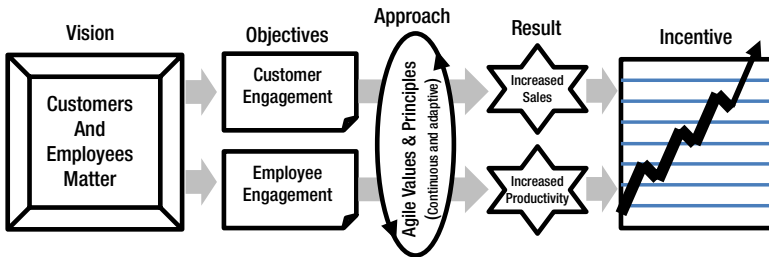 Vision
Objectives
Approach
Result
Incentive
Customers
And
Employees
Matter
Customer
Engagement
Employee
Engagement
Agile Values & Principles
(Continuous and adaptive)
Increased
Sales
Increased
Productivity